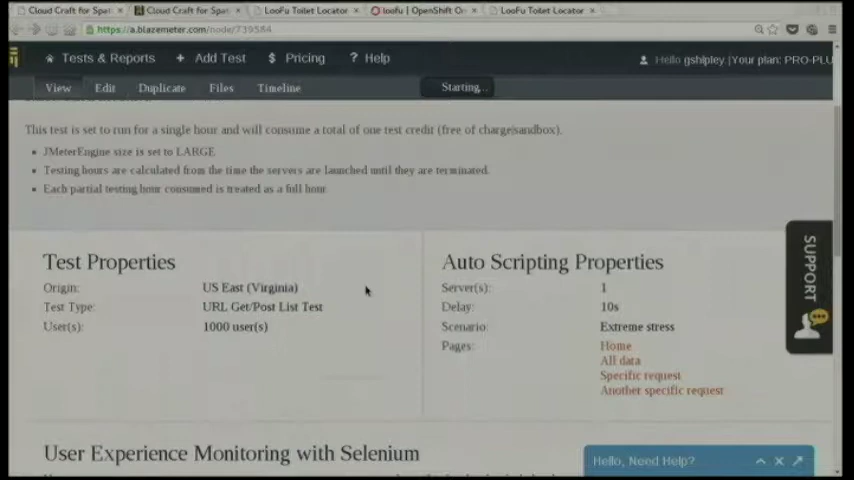 Cloud Craft for Spa × Cloud Craft for Spa × LooFu Toilet Locator × loofu | OpenShift On × LooFu Toilet Locator ×
https://a.blazemeter.com/node/739584
Tests & Reports + Add Test $ Pricing ? Help Hello gshipley |Your plan: PRO-PLU
View Edit Duplicate Files Timeline Starting...
This test is set to run for a single hour and will consume a total of one test credit (free of charge|sandbox).
JMeterEngine size is set to LARGE
Testing hours are calculated from the time the servers are launched until they are terminated.
Each partial testing hour consumed is treated as a full hour
Test Properties
Origin: US East (Virginia)
Test Type: URL Get/Post List Test
User(s): 1000 user(s)
Auto Scripting Properties
Server(s): 1
Delay: 10s
Scenario: Extreme stress
Pages: Home
All data
Specific request
Another specific request
SUPPORT
User Experience Monitoring with Selenium
Hello, Need Help?